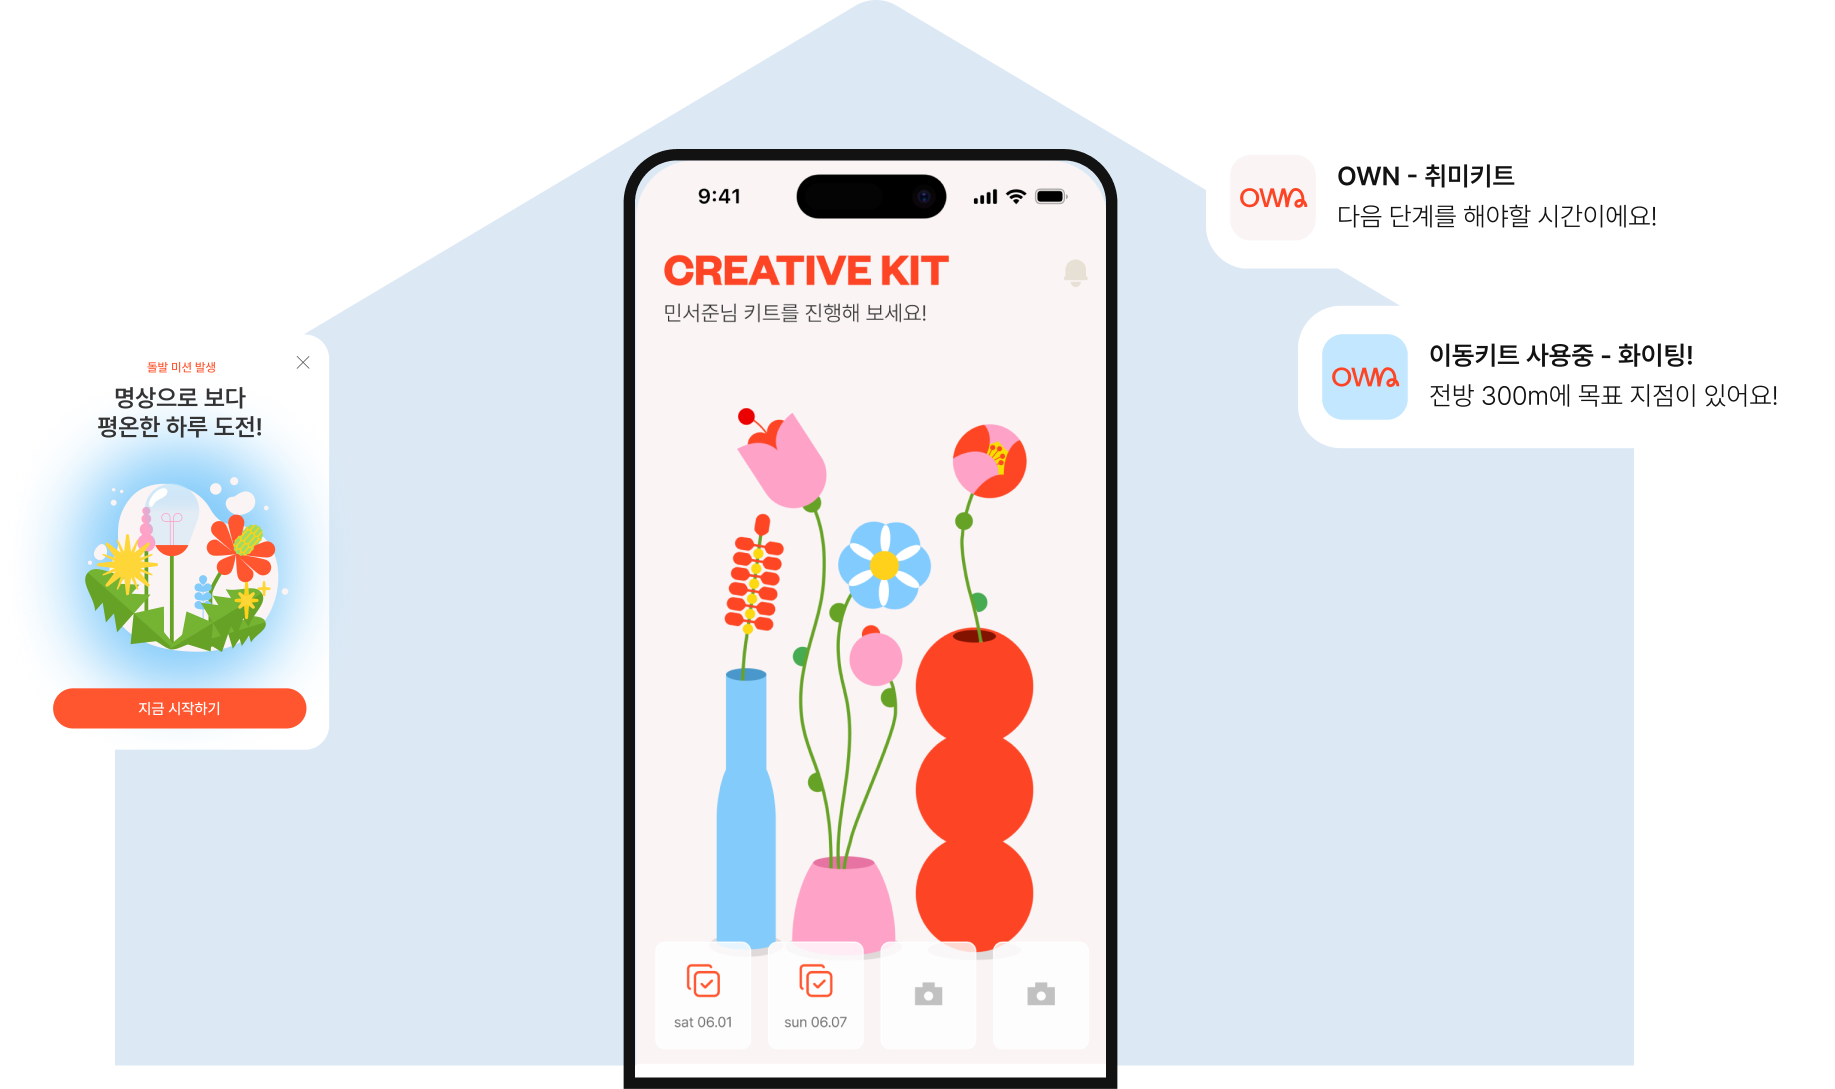 9:41
CREATIVE KIT
민서준님 키트를 진행해 보세요!
sat 06.01
sun 06.07
돌발 미션 발생
명상으로 보다
평온한 하루 도전!
지금 시작하기
own
OWN - 취미키트
다음 단계를 해야할 시간이에요!
own
이동키트 사용중 - 화이팅!
전방 300m에 목표 지점이 있어요!